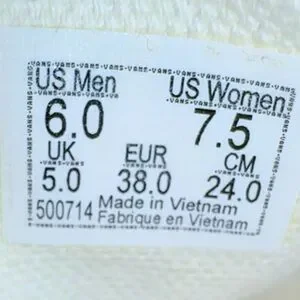 VANS
US Men US Women
6.0 7.5
UK EUR CM
5.0 38.0 24.0
500714 Made in Vietnam
Fabrique en Vietnam